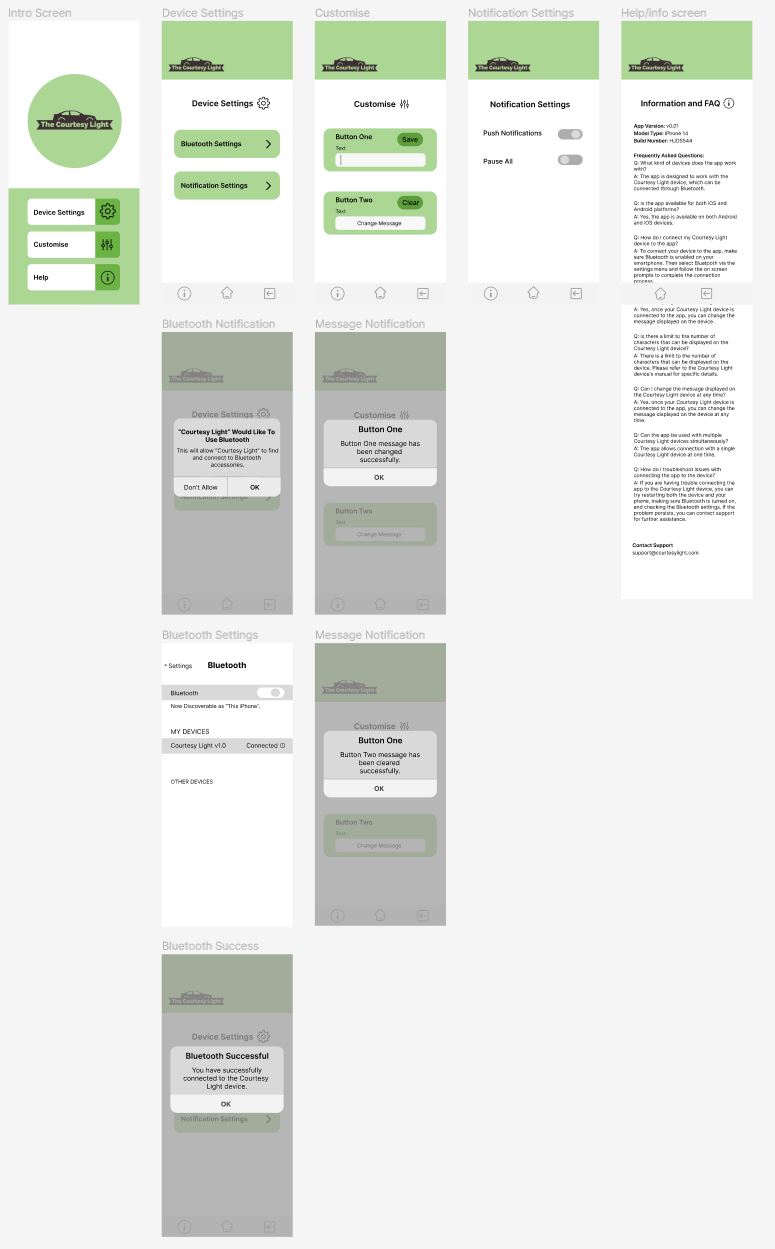 Intro Screen
The Courtesy Light
Device Settings
Customise
Help
Device Settings
The Courtesy Light
Device Settings
Bluetooth Settings
Notification Settings
Customise
The Courtesy Light
Customise
Button One
Save
Text
Button Two
Clear
Text
Change Message
Notification Settings
The Courtesy Light
Notification Settings
Push Notifications
Pause All
Help/info screen
The Courtesy Light
Information and FAQ
App Version: v0.01
Model Type: iPhone 14
Build Number: HJDS544
Frequently Asked Questions:
Q: What kind of devices does the app work
with?
A: The app is designed to work with the
Courtesy Light device, which can be
connected through Bluetooth.
Q: Is the app available for both iOS and
Android platforms?
A: Yes, the app is available on both Android
and iOS devices.
Q: How do I connect my Courtesy Light
device to the app?
A: To connect your device to the app, make
sure Bluetooth is enabled on your
smartphone. Then select Bluetooth via the
settings menu and follow the on screen
prompts to complete the connection
process.
A: Yes, once your Courtesy Light device is
connected to the app, you can change the
message displayed on the device.
Q: Is there a limit to the number of
characters that can be displayed on the
Courtesy Light device?
A: There is a limit to the number of
characters that can be displayed on the
device. Please refer to the Courtesy Light
device's manual for specific details.
Q: Can I change the message displayed on
the Courtesy Light device at any time?
A: Yes, once your Courtesy Light device is
connected to the app, you can change the
message displayed on the device at any
time.
Q: Can the app be used with multiple
Courtesy Light devices simultaneously?
A: The app allows connection with a single
Courtesy Light device at one time.
Q: How do I troubleshoot issues with
connecting the app to the device?
A: If you are having trouble connecting the
app to the Courtesy Light device, you can
try restarting both the device and your
phone, making sure Bluetooth is turned on,
and checking the Bluetooth settings. If the
problem persists, you can contact support
for further assistance.
Contact Support
support@courtesylight.com
Bluetooth Notification
The Courtesy Light
Device Settings
"Courtesy Light" Would Like To
Use Bluetooth
This will allow "Courtesy Light" to find
and connect to Bluetooth
accessories.
Don't Allow
OK
Notification Settings
Message Notification
The Courtesy Light
Customise
Button One
Button One message has
been changed
successfully.
OK
Button Two
Text
Change Message
Bluetooth Settings
< Settings
Bluetooth
Bluetooth
Now Discoverable as "This iPhone".
MY DEVICES
Courtesy Light v1.0
Connected
OTHER DEVICES
Message Notification
The Courtesy Light
Customise
Button One
Button Two message has
been cleared
successfully.
OK
Button Two
Text
Change Message
Bluetooth Success
The Courtesy Light
Device Settings
Bluetooth Successful
You have successfully
connected to the Courtesy
Light device.
OK
Notification Settings